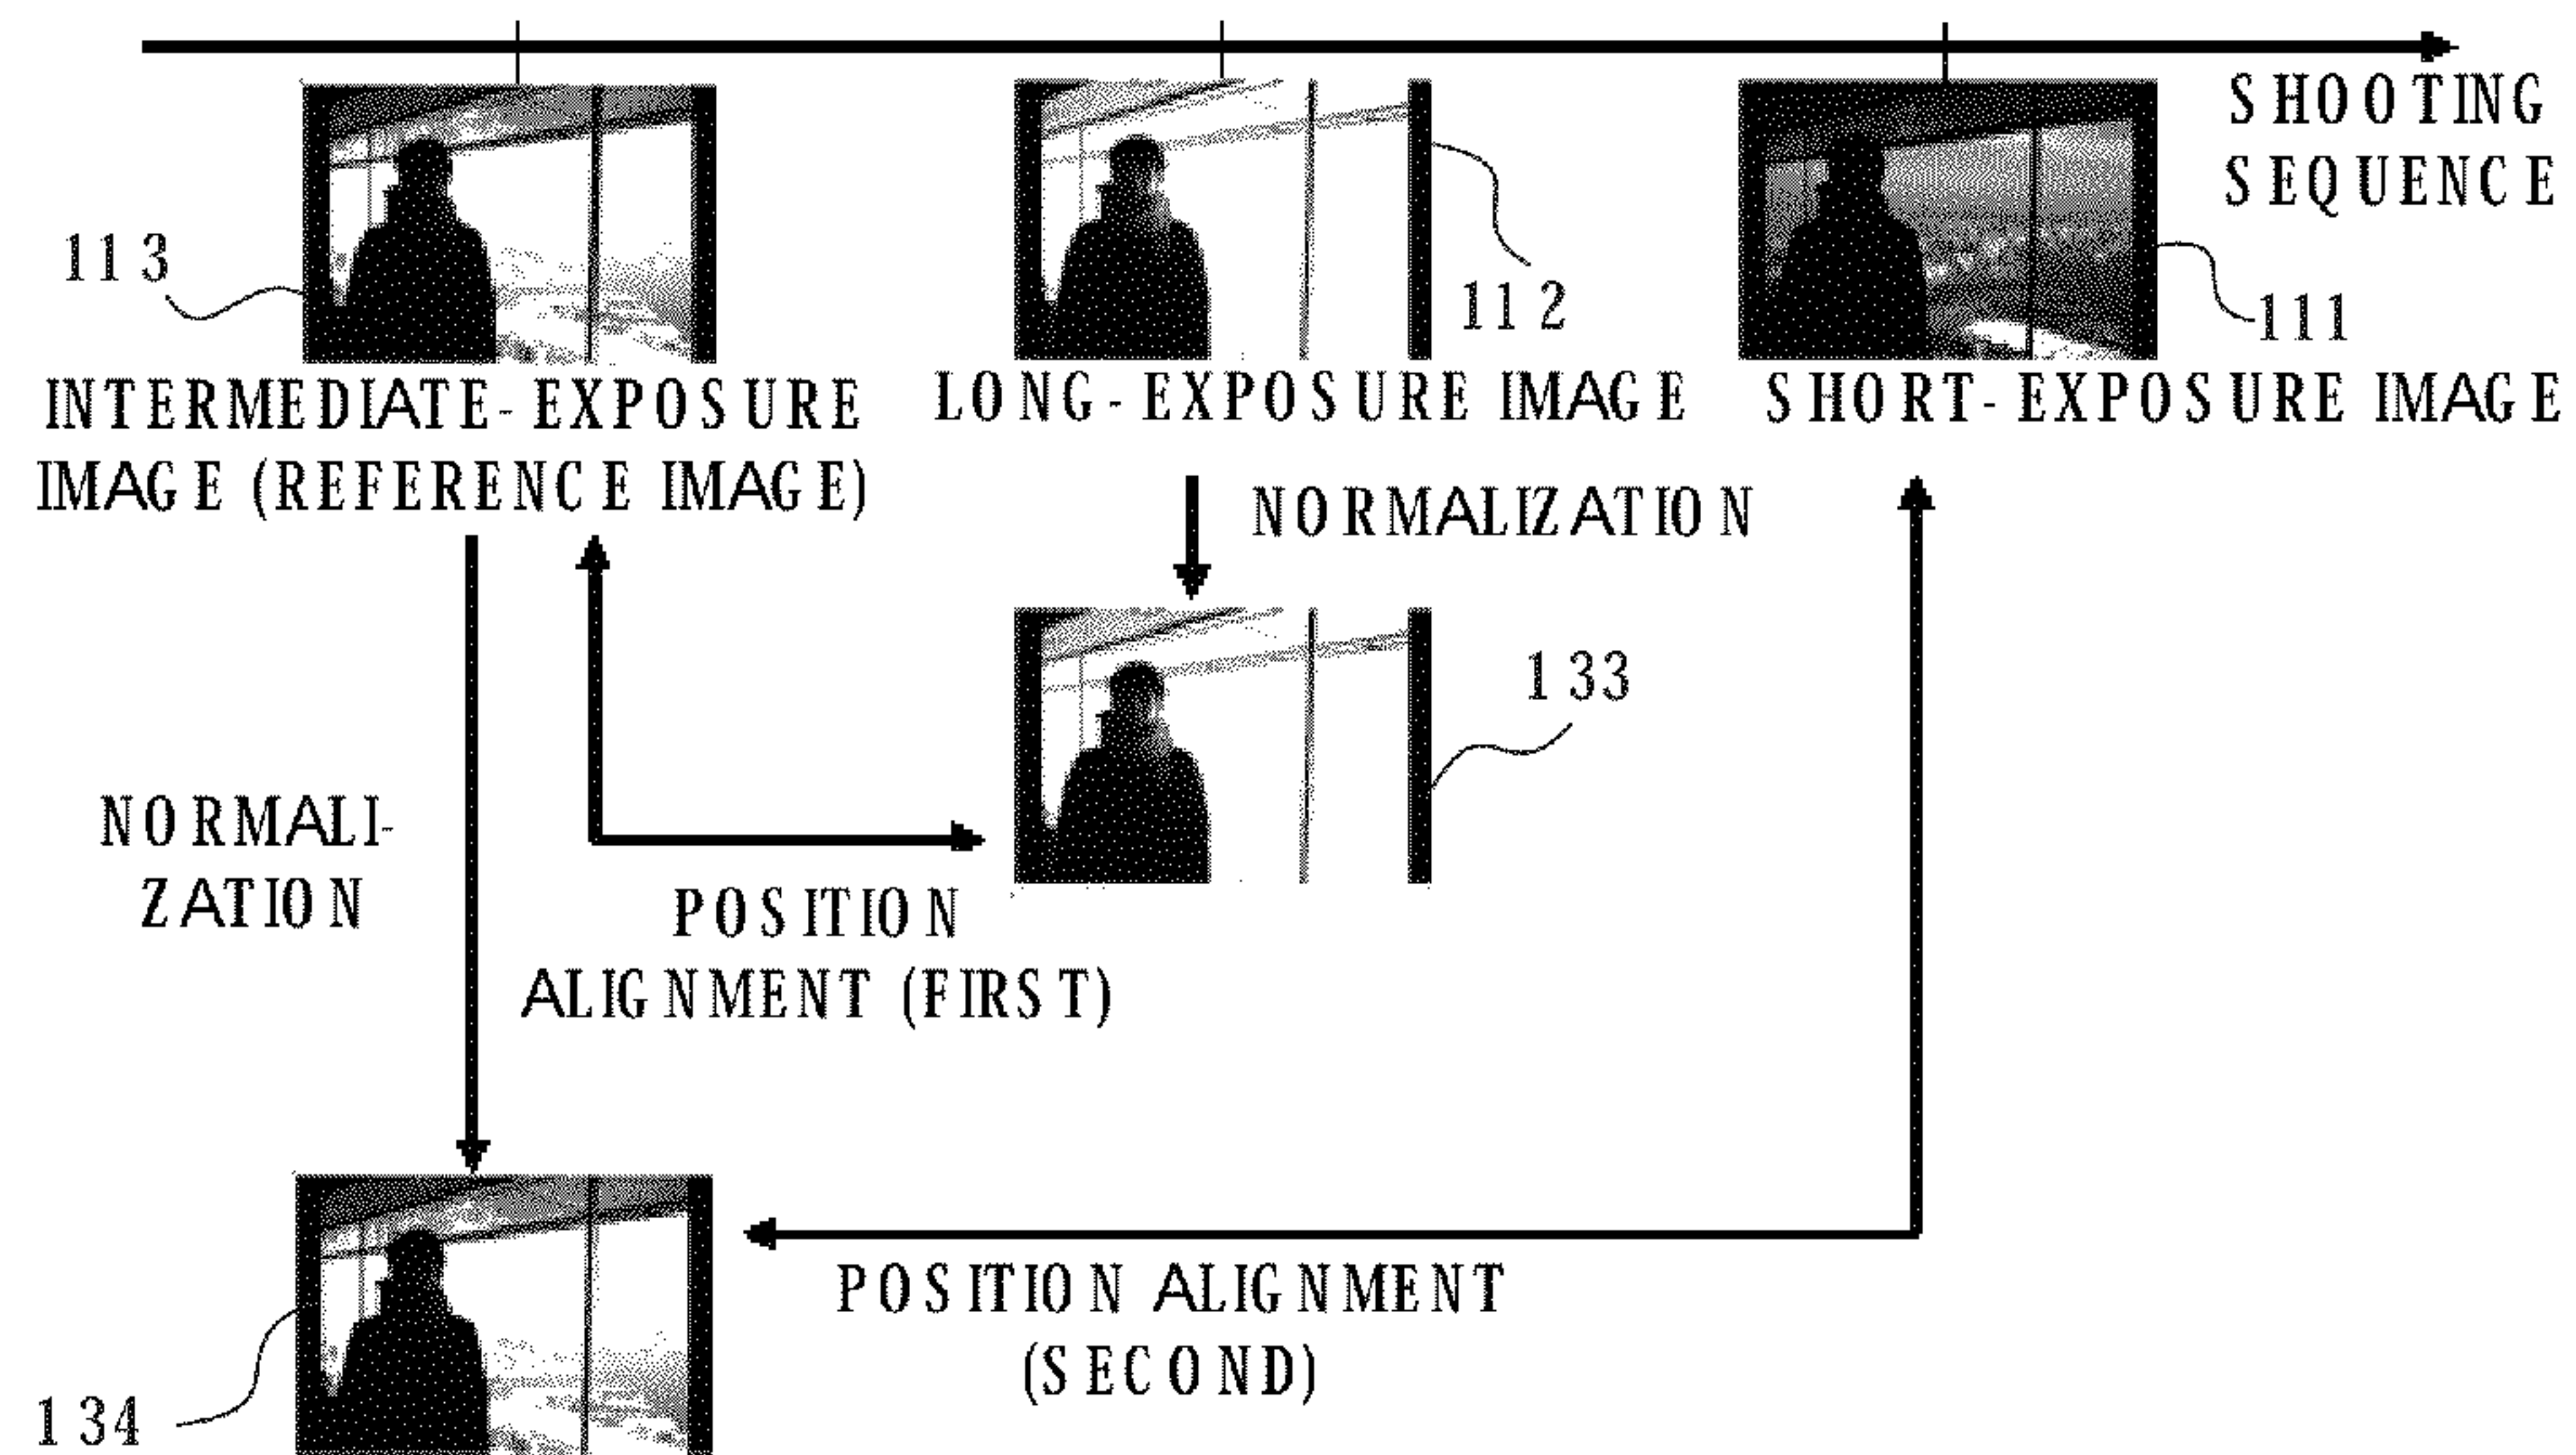 SHOOTING
SEQUENCE
113
112
111
INTERMEDIATE-EXPOSURE
IMAGE (REFERENCE IMAGE)
LONG-EXPOSURE IMAGE
SHORT-EXPOSURE IMAGE
NORMALIZATION
133
NORMALI-
ZATION
POSITION
ALIGNMENT (FIRST)
POSITION ALIGNMENT
(SECOND)
134